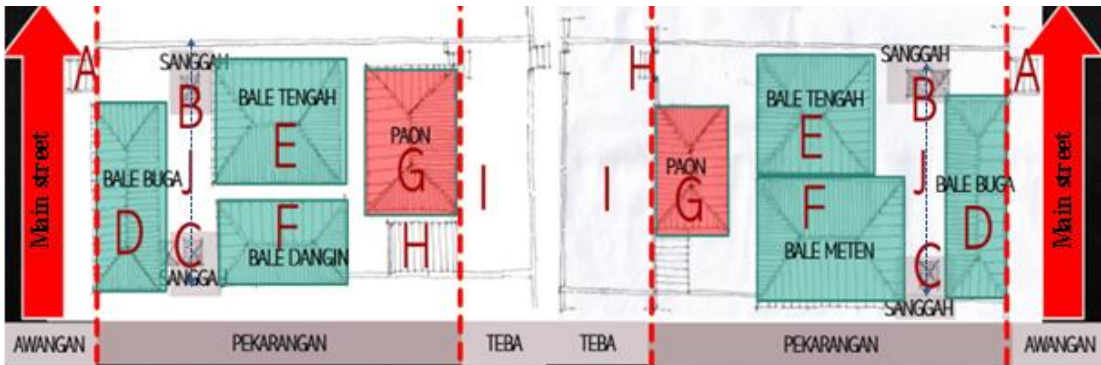 Main street
A
SANGGAH
B
BALE TENGAH
E
PAON
G
BALE BUGA
J
D
C
SANGGAH
F
BALE DANGIN
H
I
AWANGAN
PEKARANGAN
TEBA
H
I
PAON
G
BALE TENGAH
E
F
BALE METEN
SANGGAH
B
J
BALE BUGA
D
C
SANGGAH
A
Main street
TEBA
PEKARANGAN
AWANGAN